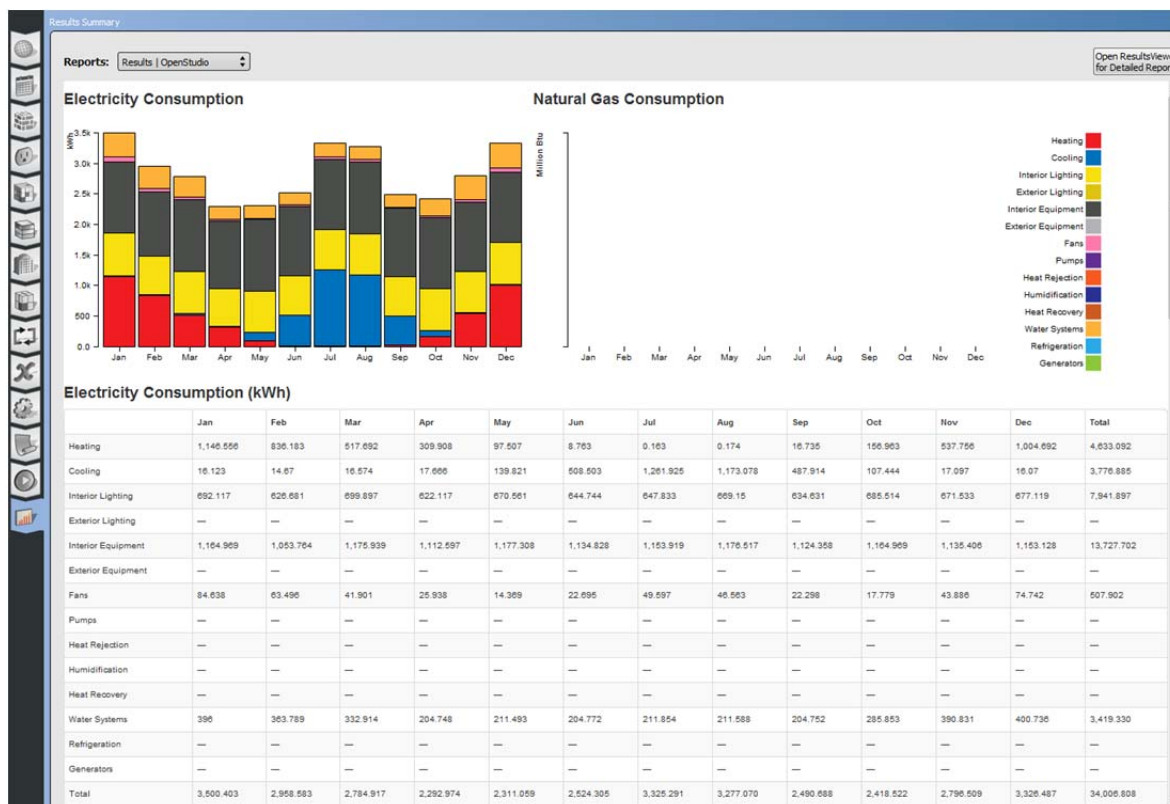 Results Summary
Reports: Results | OpenStudio
Open ResultsView
for Detailed Repor
Electricity Consumption
Natural Gas Consumption
kWh
3.5k
3.0k
2.5k
2.0k
1.5k
1.0k
500
0.0
Jan Feb Mar Apr May Jun Jul Aug Sep Oct Nov Dec
Million Btu
Jan Feb Mar Apr May Jun Jul Aug Sep Oct Nov Dec
Heating
Cooling
Interior Lighting
Exterior Lighting
Interior Equipment
Exterior Equipment
Fans
Pumps
Heat Rejection
Humidification
Heat Recovery
Water Systems
Refrigeration
Generators
Electricity Consumption (kWh)
Jan Feb Mar Apr May Jun Jul Aug Sep Oct Nov Dec Total
Heating 1,146.556 836.183 517.692 309.908 97.507 8.763 0.163 0.174 16.735 156.963 537.756 1,004.692 4,633.092
Cooling 16.123 14.67 16.574 17.666 139.821 508.503 1,261.925 1,173.078 487.914 107.444 17.097 16.07 3,776.885
Interior Lighting 692.117 626.681 699.897 622.117 670.561 644.744 647.833 669.15 634.631 685.514 671.533 677.119 7,941.897
Exterior Lighting — — — — — — — — — — — — —
Interior Equipment 1,164.969 1,053.764 1,175.939 1,112.597 1,177.308 1,134.828 1,153.919 1,176.517 1,124.358 1,164.969 1,135.406 1,153.128 13,727.702
Exterior Equipment — — — — — — — — — — — — —
Fans 84.638 63.496 41.901 25.938 14.369 22.695 49.597 46.563 22.298 17.779 43.886 74.742 507.902
Pumps — — — — — — — — — — — — —
Heat Rejection — — — — — — — — — — — — —
Humidification — — — — — — — — — — — — —
Heat Recovery — — — — — — — — — — — — —
Water Systems 396 363.789 332.914 204.748 211.493 204.772 211.854 211.588 204.752 285.853 390.831 400.736 3,419.330
Refrigeration — — — — — — — — — — — — —
Generators — — — — — — — — — — — — —
Total 3,500.403 2,958.583 2,784.917 2,292.974 2,311.059 2,524.305 3,325.291 3,277.070 2,490.688 2,418.522 2,796.509 3,326.487 34,006.808